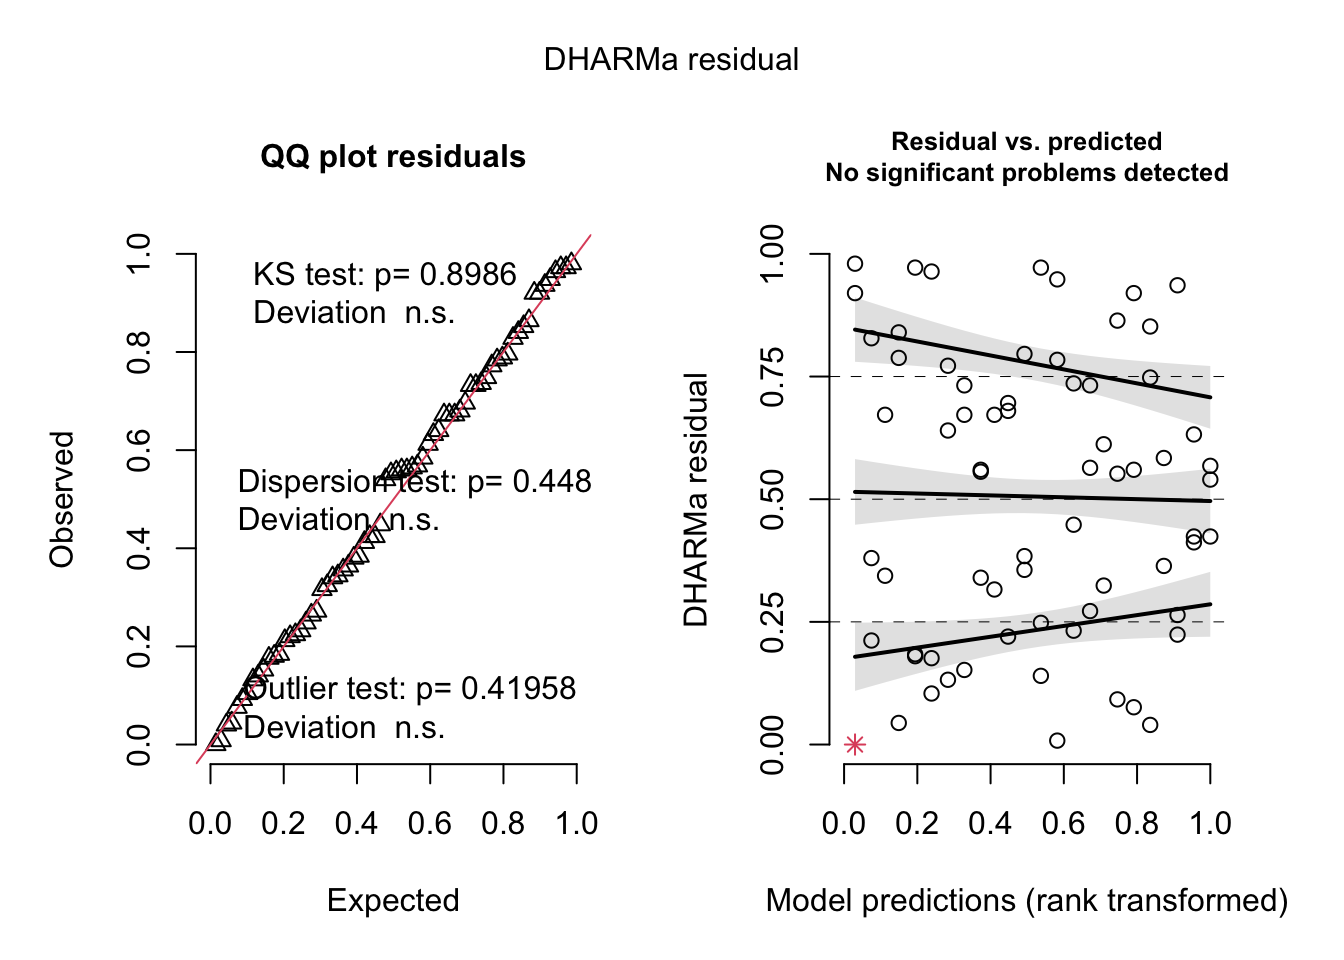 DHARMa residual
QQ plot residuals
KS test: p= 0.8986
Deviation n.s.
Dispersion test: p= 0.448
Deviation n.s.
Outlier test: p= 0.41958
Deviation n.s.
Observed
0.0 0.2 0.4 0.6 0.8 1.0
0.0 0.2 0.4 0.6 0.8 1.0
Expected
Residual vs. predicted
No significant problems detected
DHARMa residual
0.00 0.25 0.50 0.75 1.00
0.0 0.2 0.4 0.6 0.8 1.0
Model predictions (rank transformed)